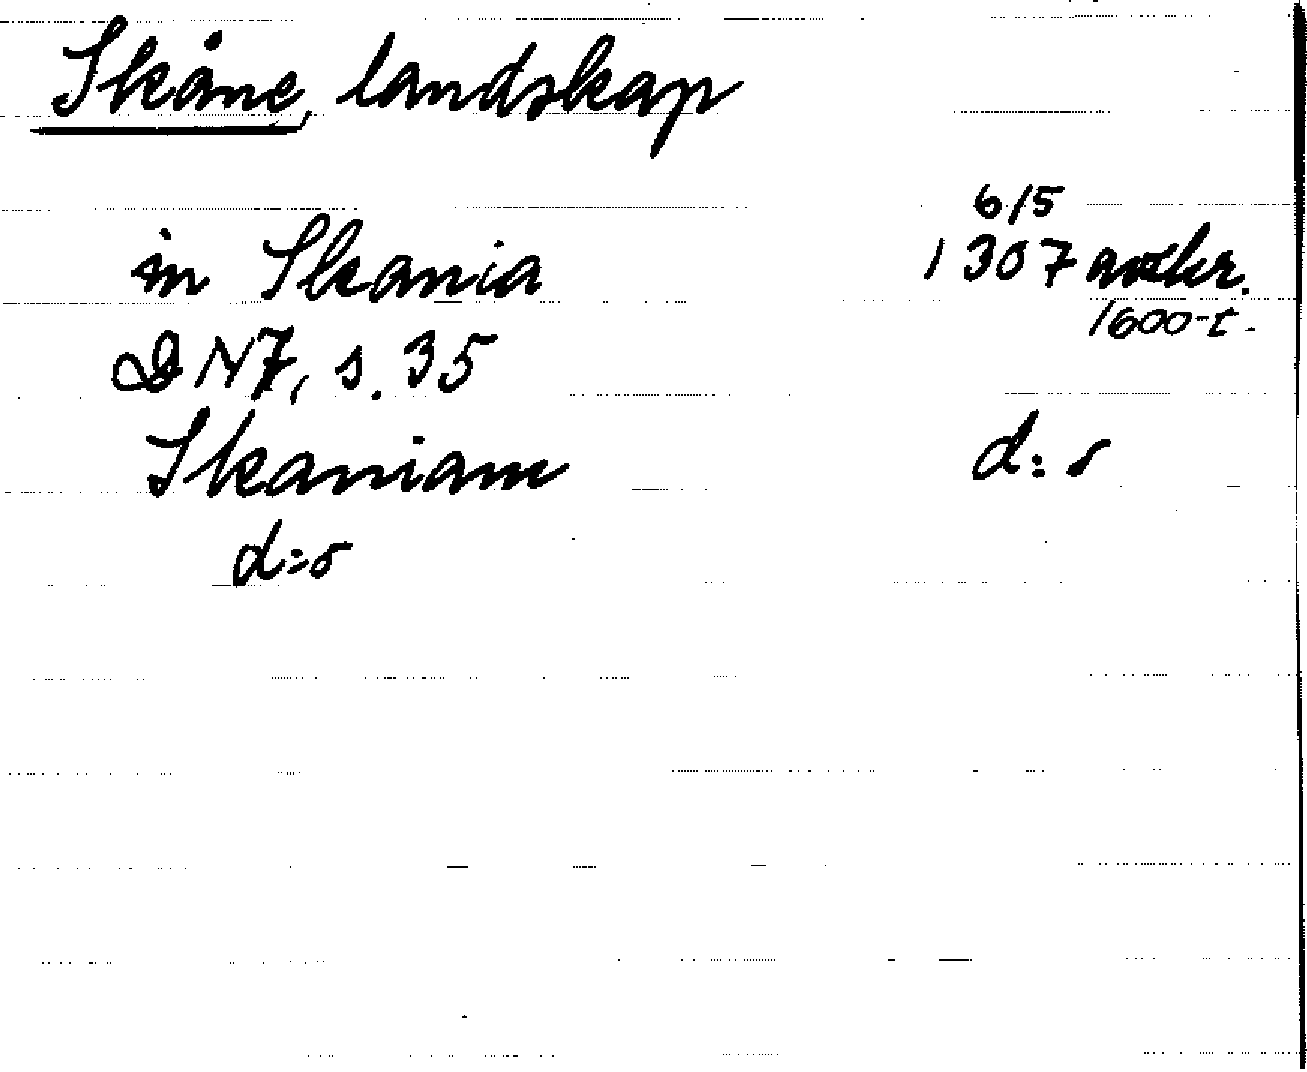 Skåne, landskap
6/5
in Skania 1307 avskr.
1600-t.
DN7, s. 35
Skaniam d:o
d:o